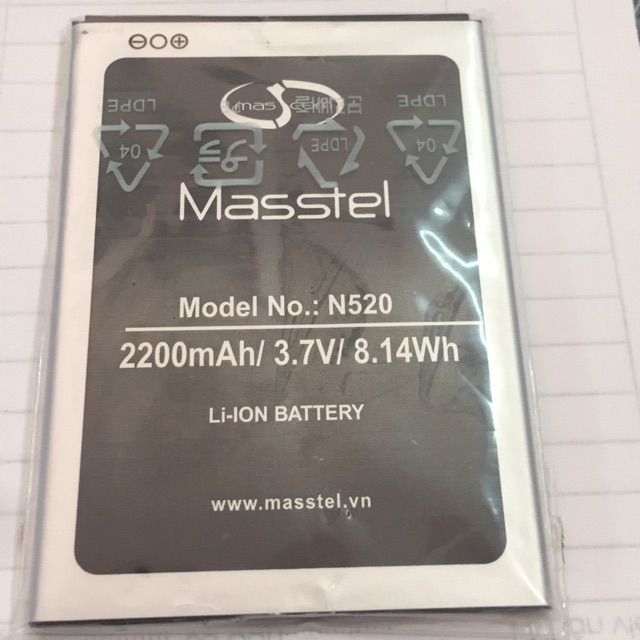 LDPE LDPE
04 LDPE 04
Masstel
Model No.: N520
2200mAh/ 3.7V/ 8.14Wh
Li-ION BATTERY
www.masstel.vn